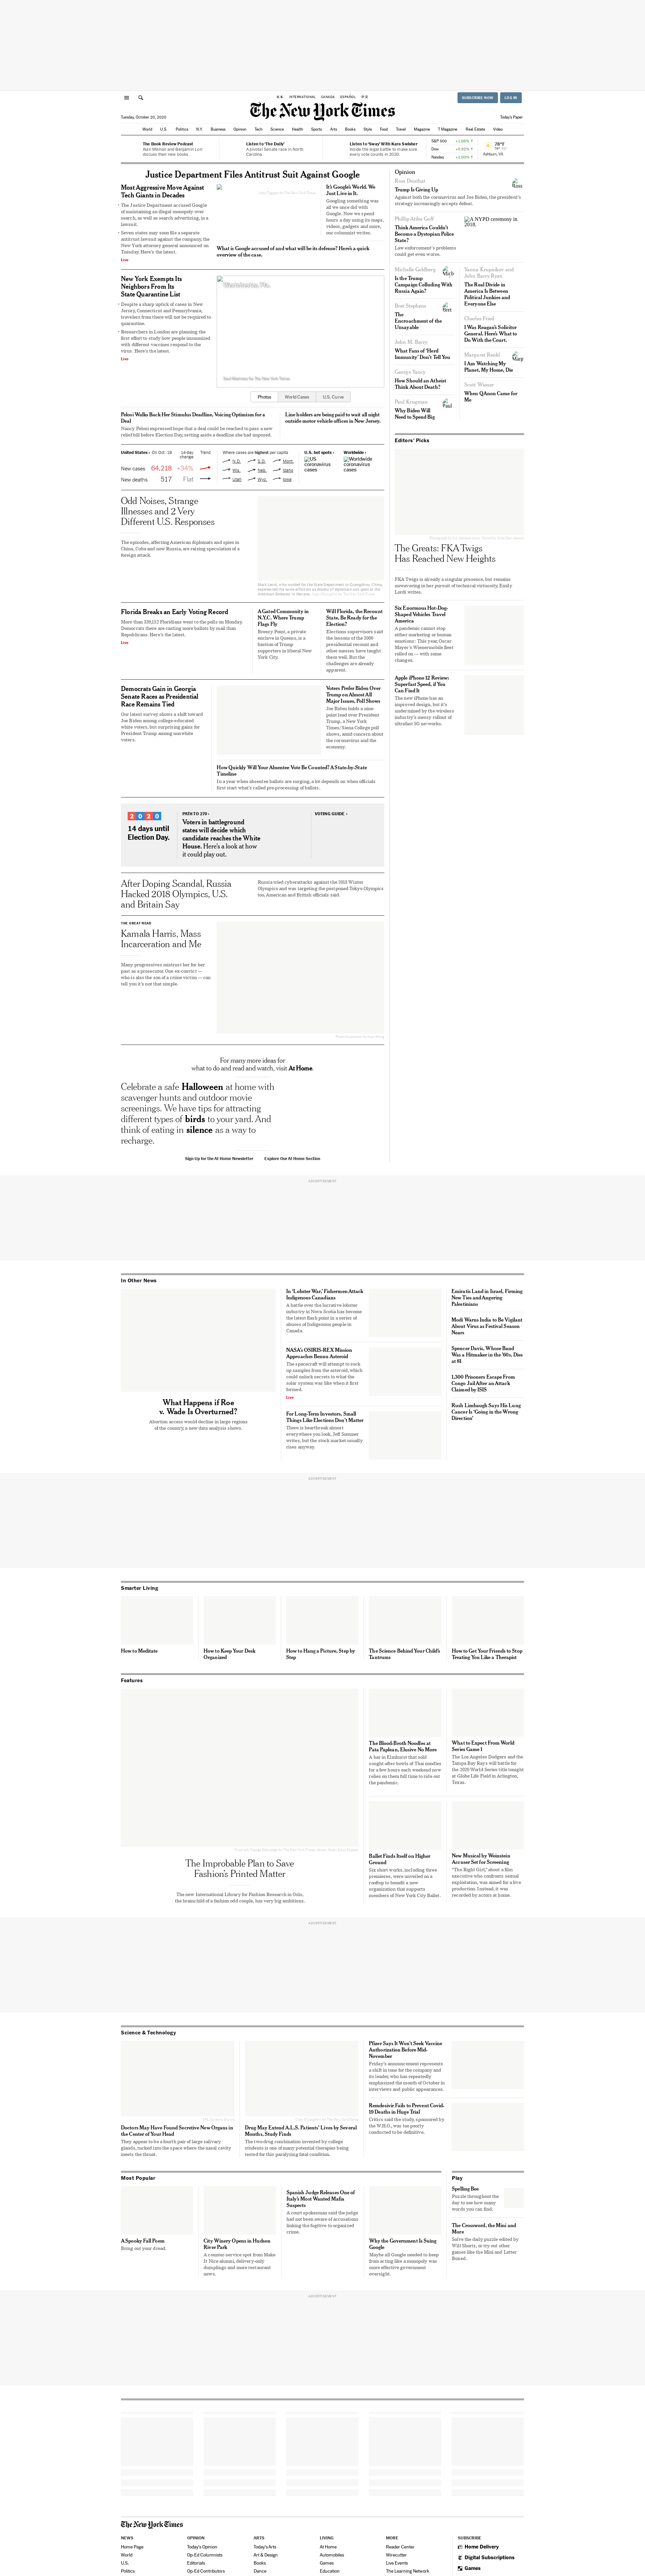 U.S. INTERNATIONAL CANADA ESPAÑOL 中文
SUBSCRIBE NOW
LOG IN
The New York Times
Tuesday, October 20, 2020
Today's Paper
World U.S. Politics N.Y. Business Opinion Tech Science Health Sports Arts Books Style Food Travel Magazine T Magazine Real Estate Video
The Book Review Podcast
Ayad Akhtar and Benjamin Lorr discuss their new books.
Listen to 'The Daily'
A pivotal Senate race in North Carolina.
Listen to 'Sway' With Kara Swisher
Inside the legal battle to make sure every vote counts in 2020.
S&P 500
Dow
Nasdaq
Ashburn, VA
Justice Department Files Antitrust Suit Against Google
Most Aggressive Move Against
Tech Giants in Decades
The Justice Department accused Google
of maintaining an illegal monopoly over
search, as well as search advertising, in a
lawsuit.
Seven states may soon file a separate
antitrust lawsuit against the company, the
New York attorney general announced on
Tuesday. Here's the latest.
Live
It's Google's World. We
Just Live in It.
Googling something was
all we once did with
Google. Now we spend
hours a day using its maps,
videos, gadgets and more,
our columnist writes.
What is Google accused of and what will be its defense? Here's a quick
overview of the case.
New York Exempts Its
Neighbors From Its
State Quarantine List
Despite a sharp uptick of cases in New
Jersey, Connecticut and Pennsylvania,
travelers from there will not be required to
quarantine.
Researchers in London are planning the
first effort to study how people immunized
with different vaccines respond to the
virus. Here's the latest.
Live
Warminster, Pa.
Photos World Cases U.S. Curve
Pelosi Walks Back Her Stimulus Deadline, Voicing Optimism for a
Deal
Nancy Pelosi expressed hope that a deal could be reached to pass a new
relief bill before Election Day, setting aside a deadline she had imposed.
Line holders are being paid to wait all night
outside motor vehicle offices in New Jersey.
United States › On Oct. 19 14-day change Trend
New cases 64,218 +34%
New deaths 517 Flat
Where cases are highest per capita
N.D. S.D. Mont.
Wis. Neb. Idaho
Utah Wyo. Iowa
U.S. hot spots ›
US coronavirus cases
Worldwide ›
Worldwide coronavirus cases
Odd Noises, Strange
Illnesses and 2 Very
Different U.S. Responses
The episodes, affecting American diplomats and spies in
China, Cuba and now Russia, are raising speculation of a
foreign attack.
Florida Breaks an Early Voting Record
More than 339,132 Floridians went to the polls on Monday.
Democrats there are casting more ballots by mail than
Republicans. Here's the latest.
Live
A Gated Community in
N.Y.C. Where Trump
Flags Fly
Breezy Point, a private
enclave in Queens, is a
bastion of Trump
supporters in liberal New
York City.
Will Florida, the Recount
State, Be Ready for the
Election?
Elections supervisors said
the lessons of the 2000
presidential recount and
other messes have taught
them well. But the
challenges are already
apparent.
Democrats Gain in Georgia
Senate Races as Presidential
Race Remains Tied
Our latest survey shows a shift toward
Joe Biden among college-educated
white voters, but surprising gains for
President Trump among nonwhite
voters.
Voters Prefer Biden Over
Trump on Almost All
Major Issues, Poll Shows
Joe Biden holds a nine-
point lead over President
Trump, a New York
Times/Siena College poll
shows, amid concern about
the coronavirus and the
economy.
How Quickly Will Your Absentee Vote Be Counted? A State-by-State
Timeline
In a year when absentee ballots are surging, a lot depends on when officials
first start what's called pre-processing of ballots.
2020
14 days until
Election Day.
PATH TO 270 ›
Voters in battleground
states will decide which
candidate reaches the White
House. Here's a look at how
it could play out.
VOTING GUIDE ›
After Doping Scandal, Russia
Hacked 2018 Olympics, U.S.
and Britain Say
Russia tried cyberattacks against the 2018 Winter
Olympics and was targeting the postponed Tokyo Olympics
too, American and British officials said.
THE GREAT READ
Kamala Harris, Mass
Incarceration and Me
Many progressives mistrust her for her
past as a prosecutor. One ex-convict —
who is also the son of a crime victim — can
tell you it's not that simple.
For many more ideas for
what to do and read and watch, visit At Home.
Celebrate a safe Halloween at home with
scavenger hunts and outdoor movie
screenings. We have tips for attracting
different types of birds to your yard. And
think of eating in silence as a way to
recharge.
Sign Up for the At Home Newsletter Explore Our At Home Section
Opinion
Ross Douthat
Trump Is Giving Up
Against both the coronavirus and Joe Biden, the president's
strategy increasingly accepts defeat.
Phillip Atiba Goff
Think America Couldn't
Become a Dystopian Police
State?
Law enforcement's problems
could get even worse.
A NYPD ceremony in 2018.
Michelle Goldberg
Is the Trump
Campaign Colluding With
Russia Again?
Bret Stephens
The
Encroachment of the
Unsayable
John M. Barry
What Fans of 'Herd
Immunity' Don't Tell You
George Yancy
How Should an Atheist
Think About Death?
Paul Krugman
Why Biden Will
Need to Spend Big
Yanna Krupnikov and
John Barry Ryan
The Real Divide in
America Is Between
Political Junkies and
Everyone Else
Charles Fried
I Was Reagan's Solicitor
General. Here's What to
Do With the Court.
Margaret Renkl
I Am Watching My
Planet, My Home, Die
Scott Winter
When QAnon Came for
Me
Editors' Picks
The Greats: FKA Twigs
Has Reached New Heights
FKA Twigs is already a singular presence, but remains
unwavering in her pursuit of technical virtuosity, Emily
Lordi writes.
Six Enormous Hot-Dog-
Shaped Vehicles Travel
America
A pandemic cannot stop
either marketing or human
emotions: This year, Oscar
Mayer's Wienermobile fleet
rolled on — with some
changes.
Apple iPhone 12 Review:
Superfast Speed, if You
Can Find It
The new iPhone has an
improved design, but it's
undermined by the wireless
industry's uneasy rollout of
ultrafast 5G networks.
ADVERTISEMENT
In Other News
What Happens if Roe
v. Wade Is Overturned?
Abortion access would decline in large regions
of the country, a new data analysis shows.
In 'Lobster War,' Fishermen Attack
Indigenous Canadians
A battle over the lucrative lobster
industry in Nova Scotia has become
the latest flash point in a series of
abuses of Indigenous people in
Canada.
NASA's OSIRIS-REX Mission
Approaches Bennu Asteroid
The spacecraft will attempt to suck
up samples from the asteroid, which
could unlock secrets to what the
solar system was like when it first
formed.
Live
For Long-Term Investors, Small
Things Like Elections Don't Matter
There is heartbreak almost
everywhere you look, Jeff Sommer
writes, but the stock market usually
rises anyway.
Emiratis Land in Israel, Firming
New Ties and Angering
Palestinians
Modi Warns India to Be Vigilant
About Virus as Festival Season
Nears
Spencer Davis, Whose Band
Was a Hitmaker in the '60s, Dies
at 81
1,300 Prisoners Escape From
Congo Jail After an Attack
Claimed by ISIS
Rush Limbaugh Says His Lung
Cancer Is 'Going in the Wrong
Direction'
ADVERTISEMENT
Smarter Living
How to Meditate
How to Keep Your Desk
Organized
How to Hang a Picture, Step by
Step
The Science Behind Your Child's
Tantrums
How to Get Your Friends to Stop
Treating You Like a Therapist
Features
The Improbable Plan to Save
Fashion's Printed Matter
The new International Library for Fashion Research in Oslo,
the brainchild of a fashion odd couple, has very big ambitions.
The Blood-Broth Noodles at
Pata Paplean, Elusive No More
A bar in Elmhurst that sold
sought-after bowls of Thai noodles
for a few hours each weekend now
relies on them full time to ride out
the pandemic.
What to Expect From the World
Series Game 1
The Los Angeles Dodgers and the
Tampa Bay Rays will battle for
the 2020 World Series title tonight
at Globe Life Field in Arlington,
Texas.
Ballet Finds Itself on Higher
Ground
Six short works, including three
premieres, were unveiled on a
rooftop to benefit a new
organization that supports
members of New York City Ballet.
New Musical by Weinstein
Accuser Set for Screening
"The Right Girl," about a film
executive who confronts sexual
exploitation, was aimed for a live
production. Instead, it was
recorded by actors at home.
ADVERTISEMENT
Science & Technology
Doctors May Have Found Secretive New Organs in
the Center of Your Head
They appear to be a fourth pair of large salivary
glands, tucked into the space where the nasal cavity
meets the throat.
Drug May Extend A.L.S. Patients' Lives by Several
Months, Study Finds
The two-drug combination invented by college
students is one of many potential therapies being
tested for this paralyzing fatal condition.
Pfizer Says It Won't Seek Vaccine
Authorization Before Mid-
November
Friday's announcement represents
a shift in tone for the company and
its leader, who has repeatedly
emphasized the month of October in
interviews and public appearances.
Remdesivir Fails to Prevent Covid-
19 Deaths in Huge Trial
Critics said the study, sponsored by
the W.H.O., was too poorly
conducted to be definitive.
Most Popular
A Spooky Fall Poem
Bring out your dread.
City Winery Opens in Hudson
River Park
A counter-service spot from Make
It Nice alumni, delivery-only
dumplings and more restaurant
news.
Spanish Judge Releases One of
Italy's Most Wanted Mafia
Suspects
A court spokesman said the judge
had not been aware of accusations
linking the fugitive to organized
crime.
Why the Government Is Suing
Google
Maybe all Google needed to keep
from acting like a monopoly was
more effective government
oversight.
Play
Spelling Bee
Puzzle throughout the
day to see how many
words you can find.
The Crossword, the Mini and
More
Solve the daily puzzle edited by
Will Shortz, or try out other
games like the Mini and Letter
Boxed.
ADVERTISEMENT
The New York Times
NEWS
Home Page
World
U.S.
Politics
OPINION
Today's Opinion
Op-Ed Columnists
Editorials
Op-Ed Contributors
ARTS
Today's Arts
Art & Design
Books
Dance
LIVING
At Home
Automobiles
Games
Education
MORE
Reader Center
Wirecutter
Live Events
The Learning Network
SUBSCRIBE
Home Delivery
Digital Subscriptions
Games